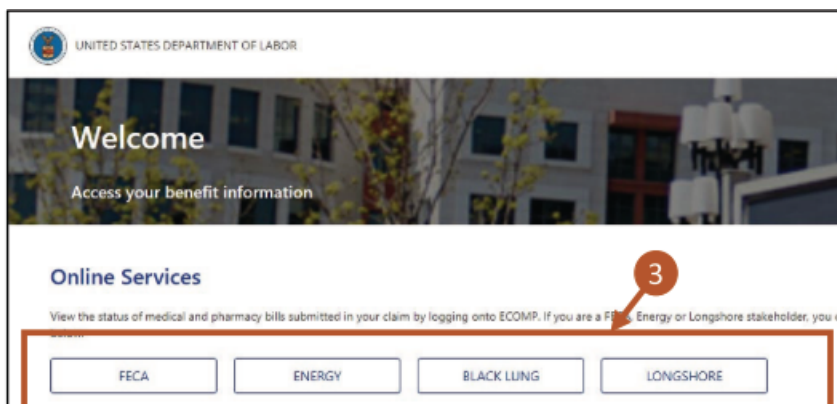 UNITED STATES DEPARTMENT OF LABOR
Welcome
Access your benefit information
Online Services
3
View the status of medical and pharmacy bills submitted in your claim by logging onto ECOMP. If you are a Energy or Longshore stakeholder, you
FECA ENERGY BLACK LUNG LONGSHORE